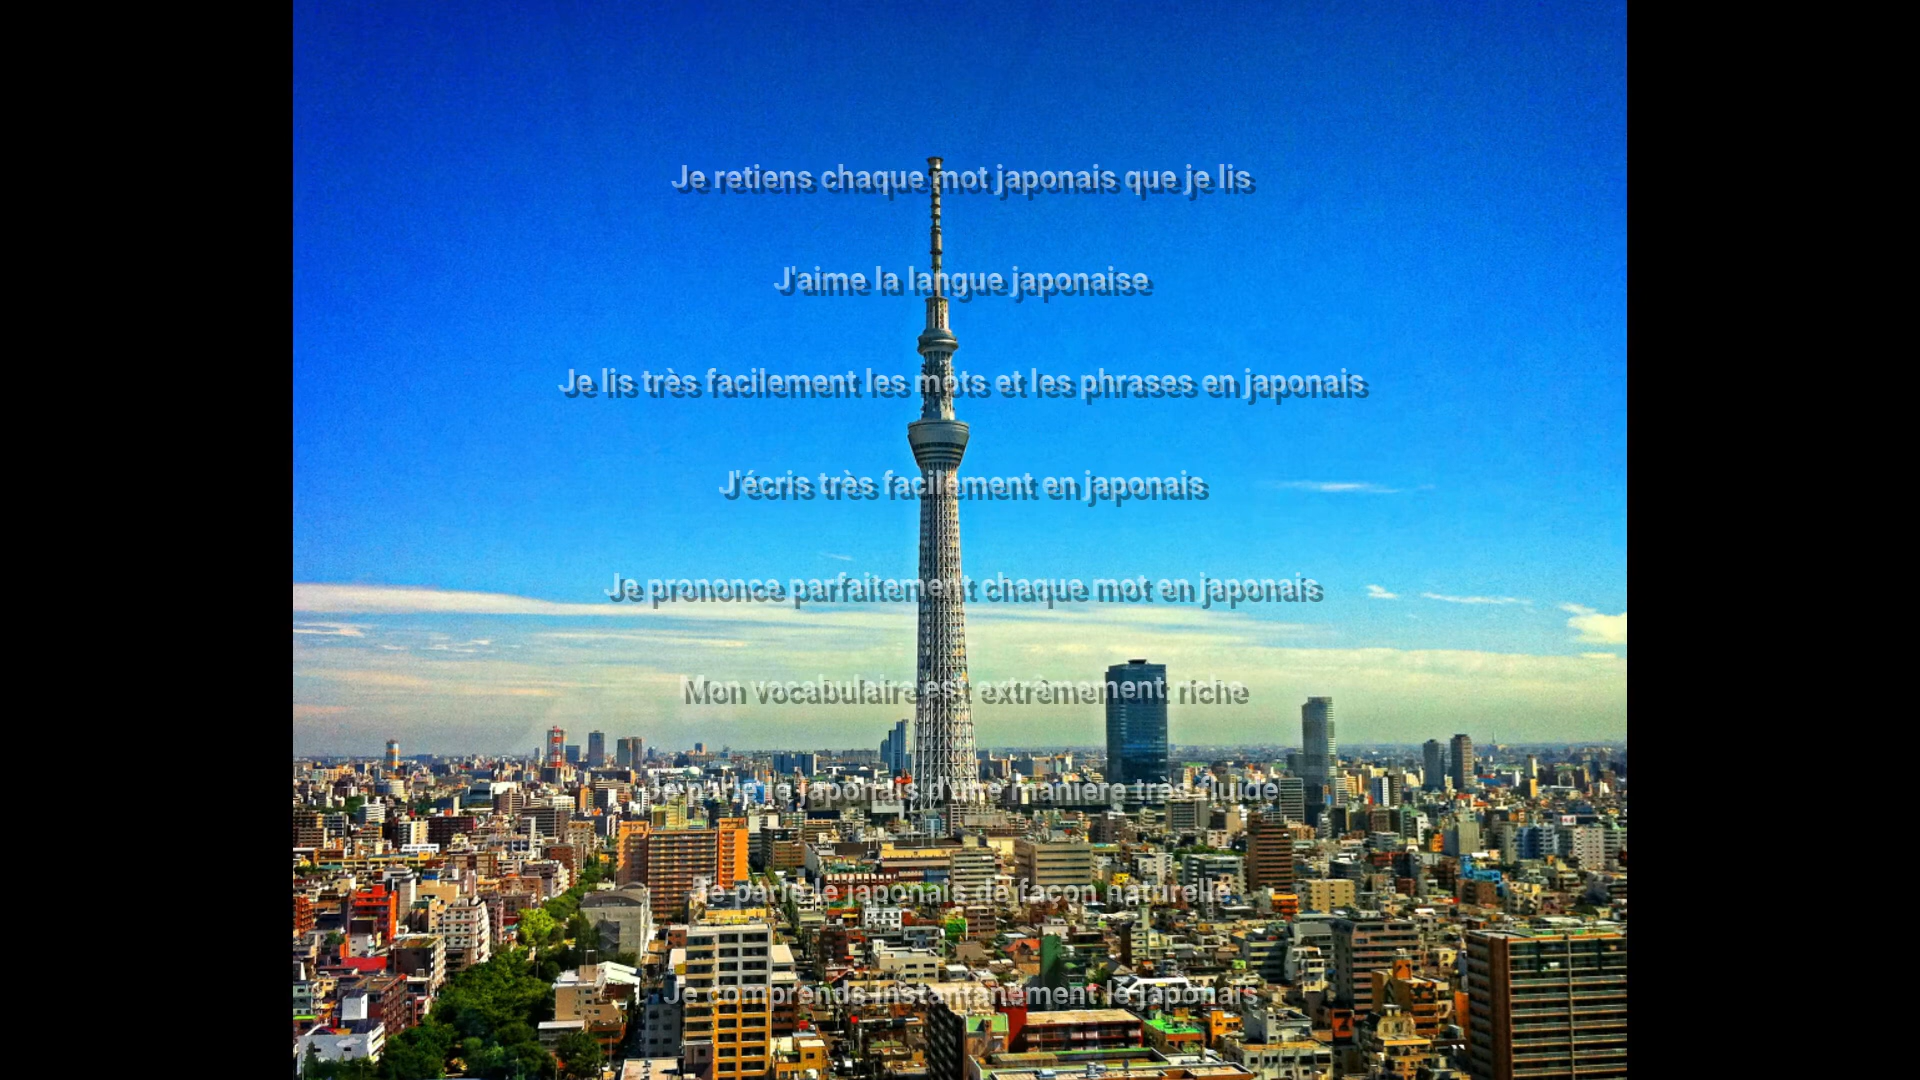 Je retiens chaque mot japonais que je lis
J'aime la langue japonaise
Je lis très facilement les mots et les phrases en japonais
J'écris très facilement en japonais
Je prononce parfaitement chaque mot en japonais
Mon vocabulaire est extrêmement riche
Je parle le japonais d'une manière très fluide
Je parle le japonais de façon naturelle
Je comprends instantanément le japonais